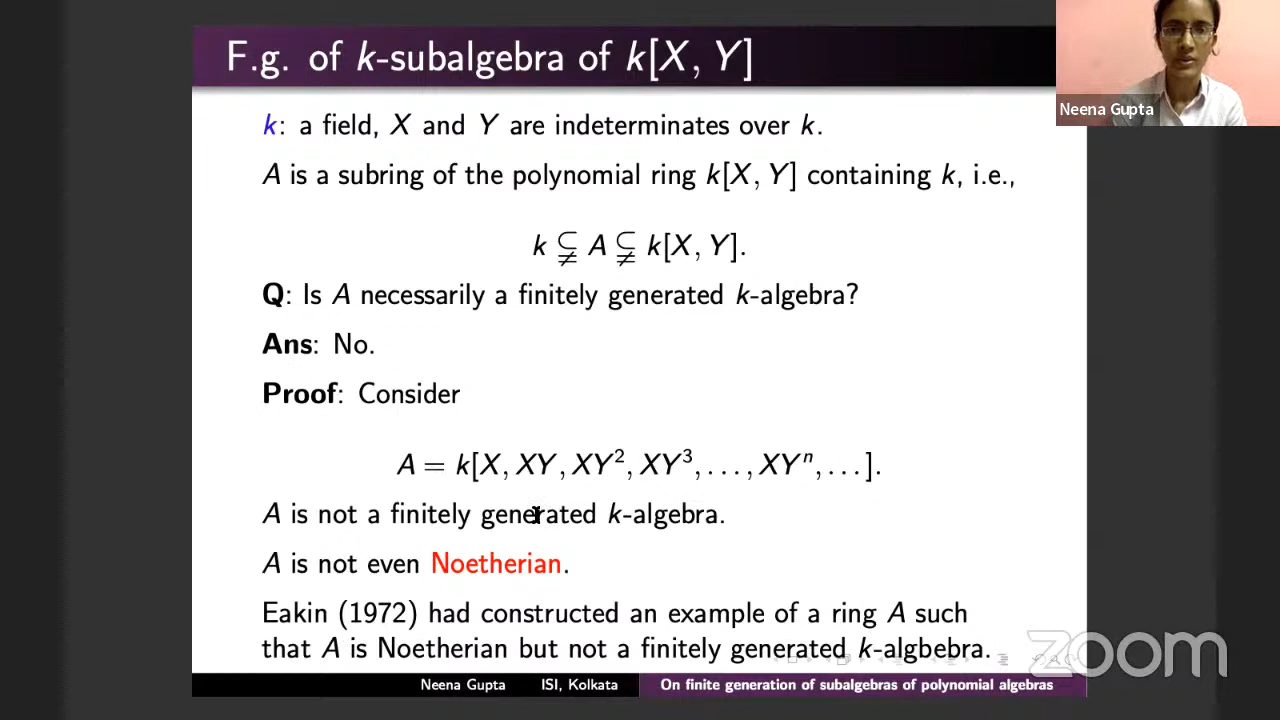 F.g. of k-subalgebra of k[X, Y]
Neena Gupta
k: a field, X and Y are indeterminates over k.
A is a subring of the polynomial ring k[X, Y] containing k, i.e.,
k ⊊ A ⊊ k[X, Y].
Q: Is A necessarily a finitely generated k-algebra?
Ans: No.
Proof: Consider
A = k[X, XY, XY², XY³, . . . , XYⁿ, . . . ].
A is not a finitely generated k-algebra.
A is not even Noetherian.
Eakin (1972) had constructed an example of a ring A such
that A is Noetherian but not a finitely generated k-algbebra.
zoom
Neena Gupta ISI, Kolkata On finite generation of subalgebras of polynomial algebras